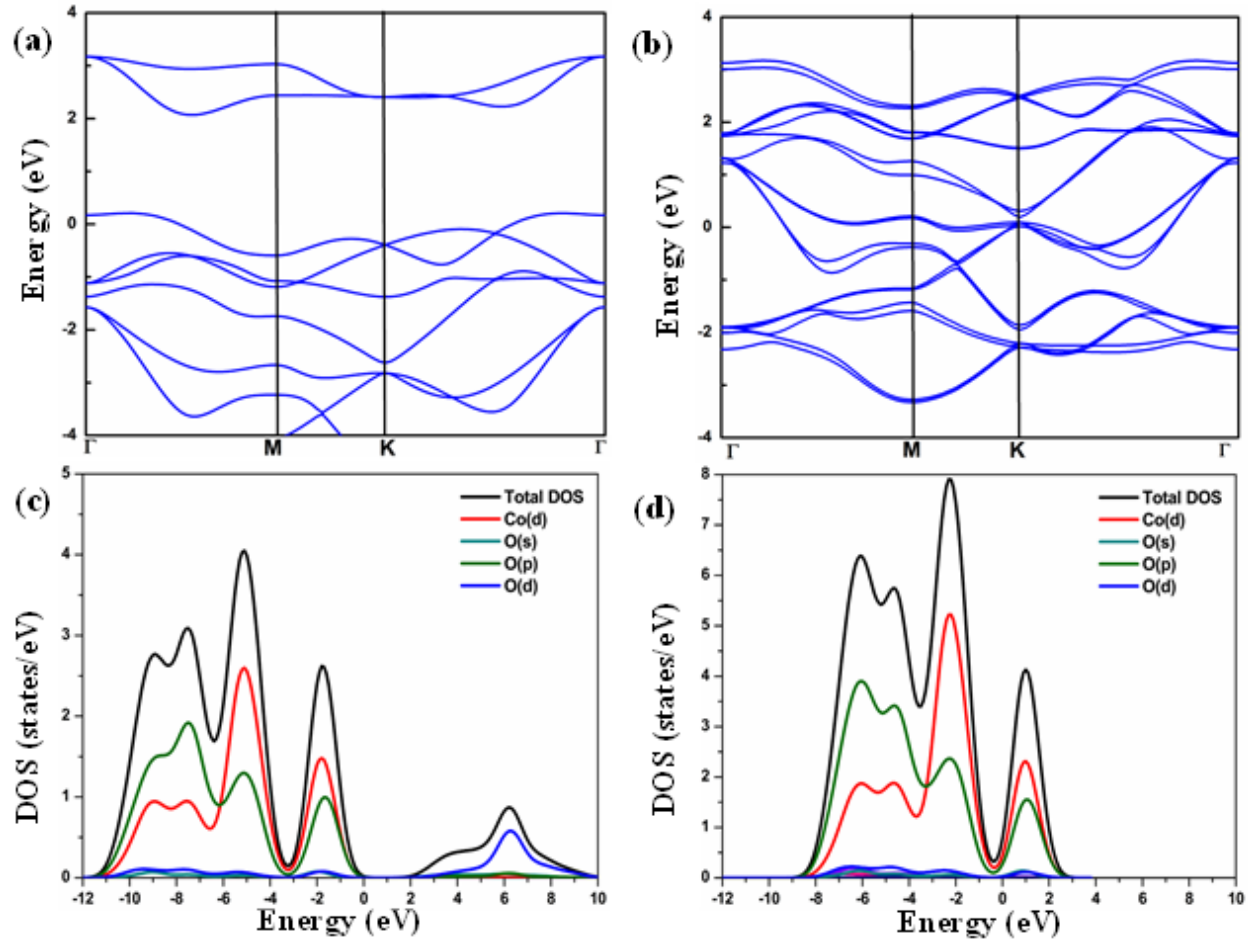 (a)
Energy (eV)
4
2
0
-2
-4
Γ M K Γ
(b)
Energy (eV)
4
2
0
-2
-4
Γ M K Γ
(c)
DOS (states/eV)
5
4
3
2
1
0
Total DOS
Co(d)
O(s)
O(p)
O(d)
-12 -10 -8 -6 -4 -2 0 2 4 6 8 10
Energy (eV)
(d)
DOS (states/eV)
8
7
6
5
4
3
2
1
0
Total DOS
Co(d)
O(s)
O(p)
O(d)
-12 -10 -8 -6 -4 -2 0 2 4 6 8 10
Energy (eV)